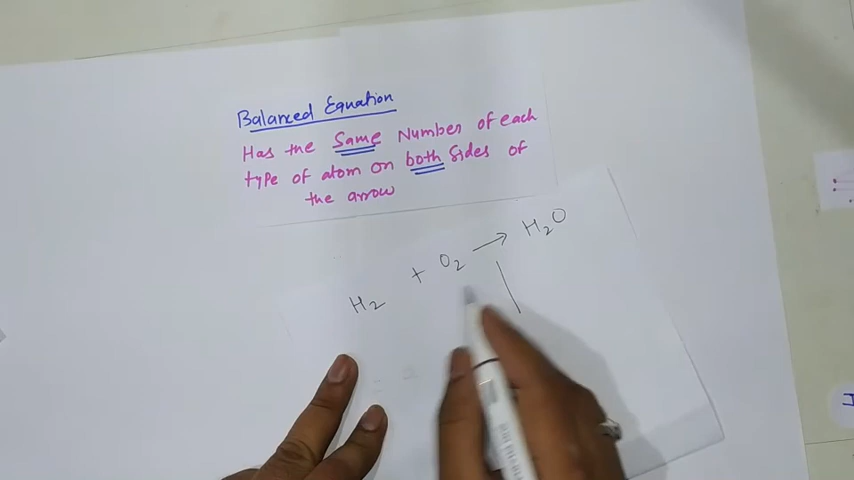 Balanced Equation
Has the Same Number of each
type of atom on both sides of
the arrow
H₂ + O₂ → H₂O